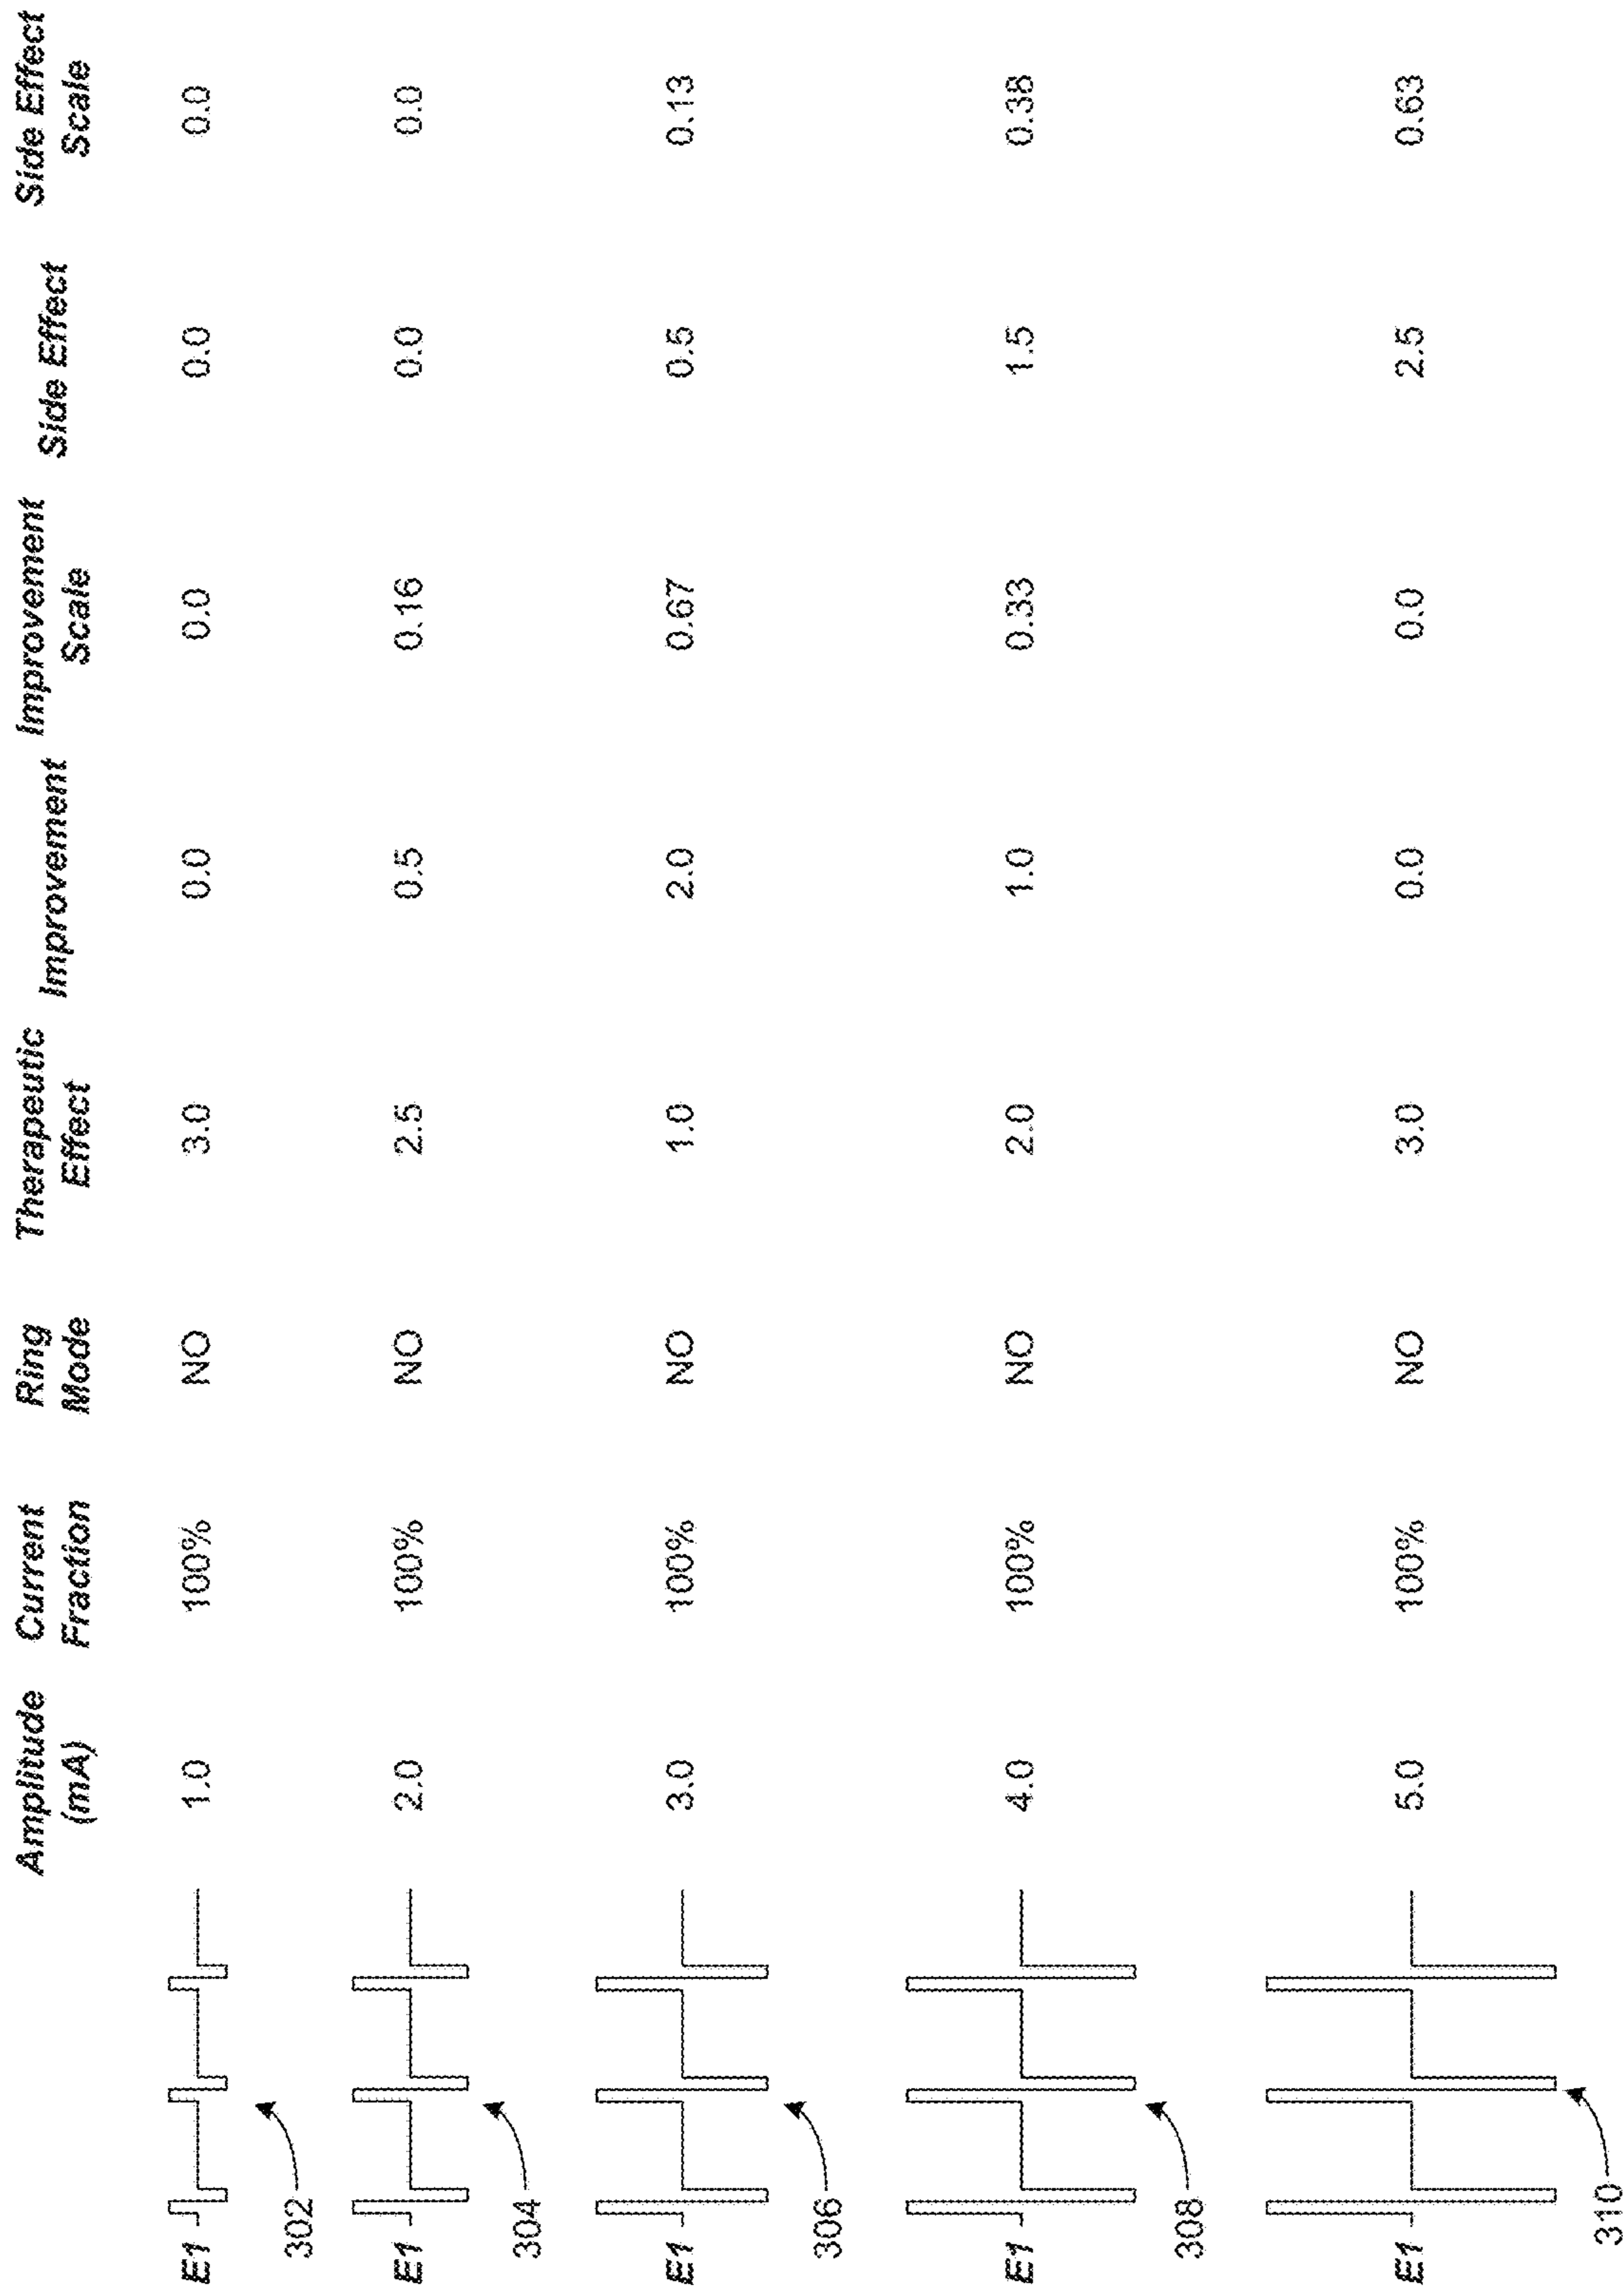 Amplitude (mA) Current Fraction Ring Mode Therapeutic Effect Improvement Improvement Scale Side Effect Side Effect Scale
E1 1.0 100% NO 3.0 0.0 0.0 0.0 0.0
302
E1 2.0 100% NO 2.5 0.5 0.16 0.0 0.0
304
E1 3.0 100% NO 1.0 2.0 0.67 0.5 0.13
306
E1 4.0 100% NO 2.0 1.0 0.33 1.5 0.38
308
E1 5.0 100% NO 3.0 0.0 0.0 2.5 0.63
310